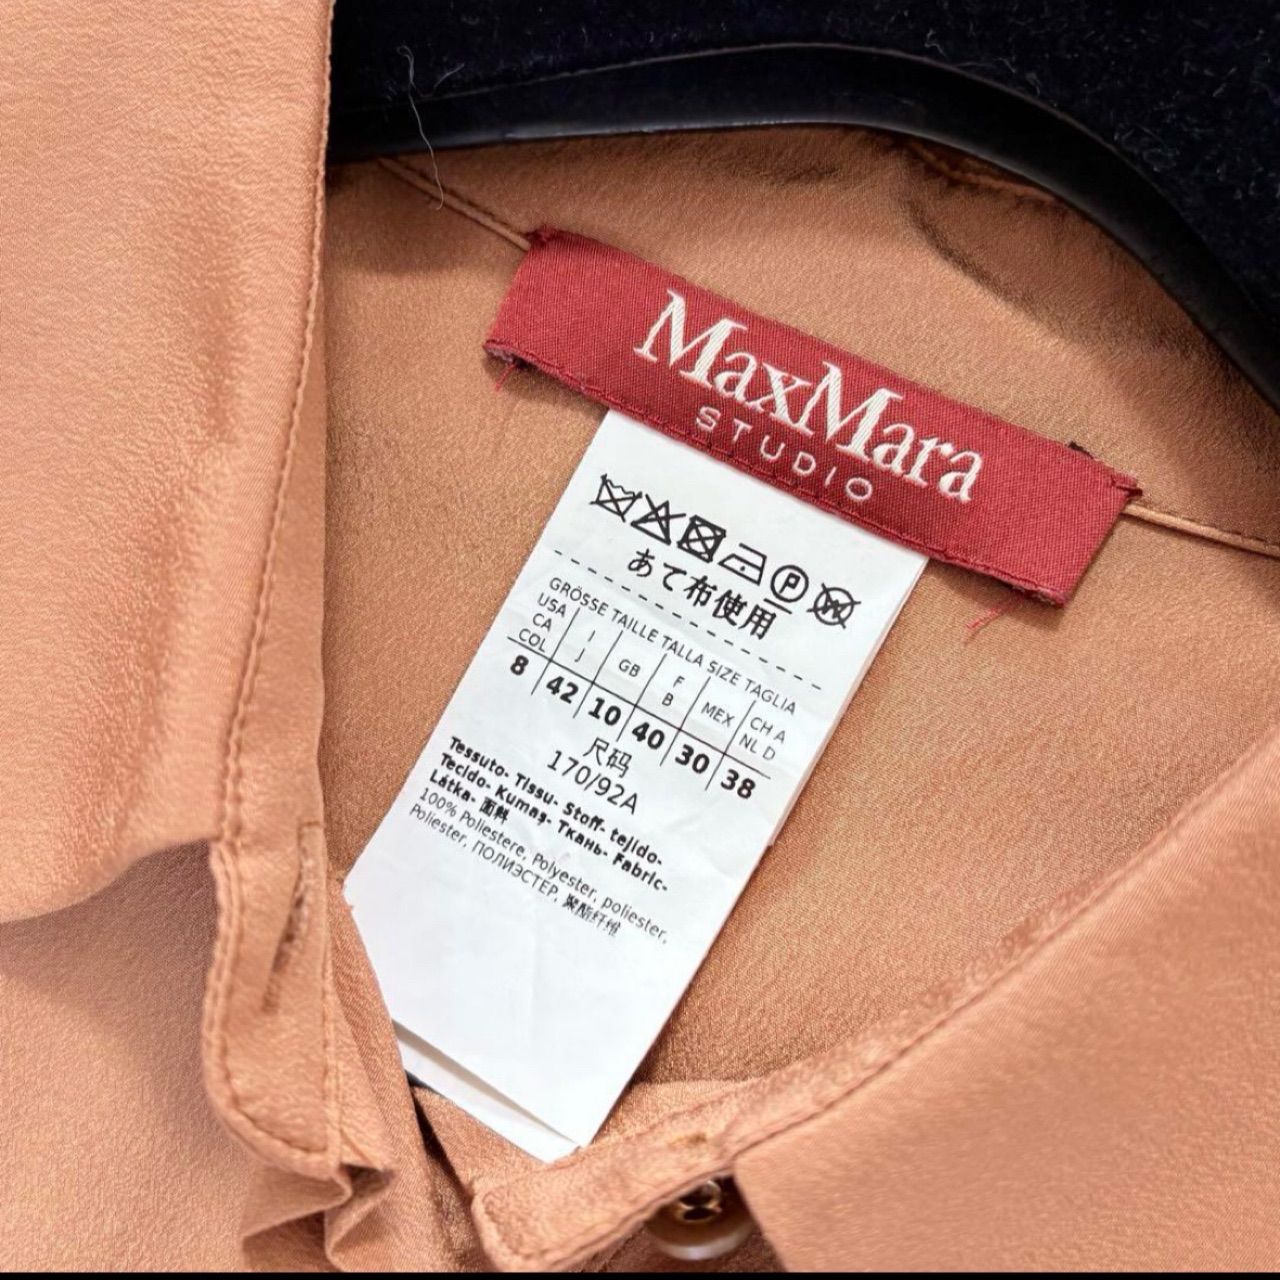 MaxMara
STUDIO
P
W
あて布使用
GRÖSSE TAILLE TALLA SIZE TAGLIA
USA CA COL
I J
GB
F B
MEX
CH A NL D
8 42 10 40 30 38
尺码
170/92A
Tessuto- Tissu- Stoff- tejido-
Tecido- Kumaş- Ткань- Fabric-
Látka- 面料
100% Poliestere, Polyester, poliester,
Poliester, ПОЛИЭСТЕР, 聚酯纤维